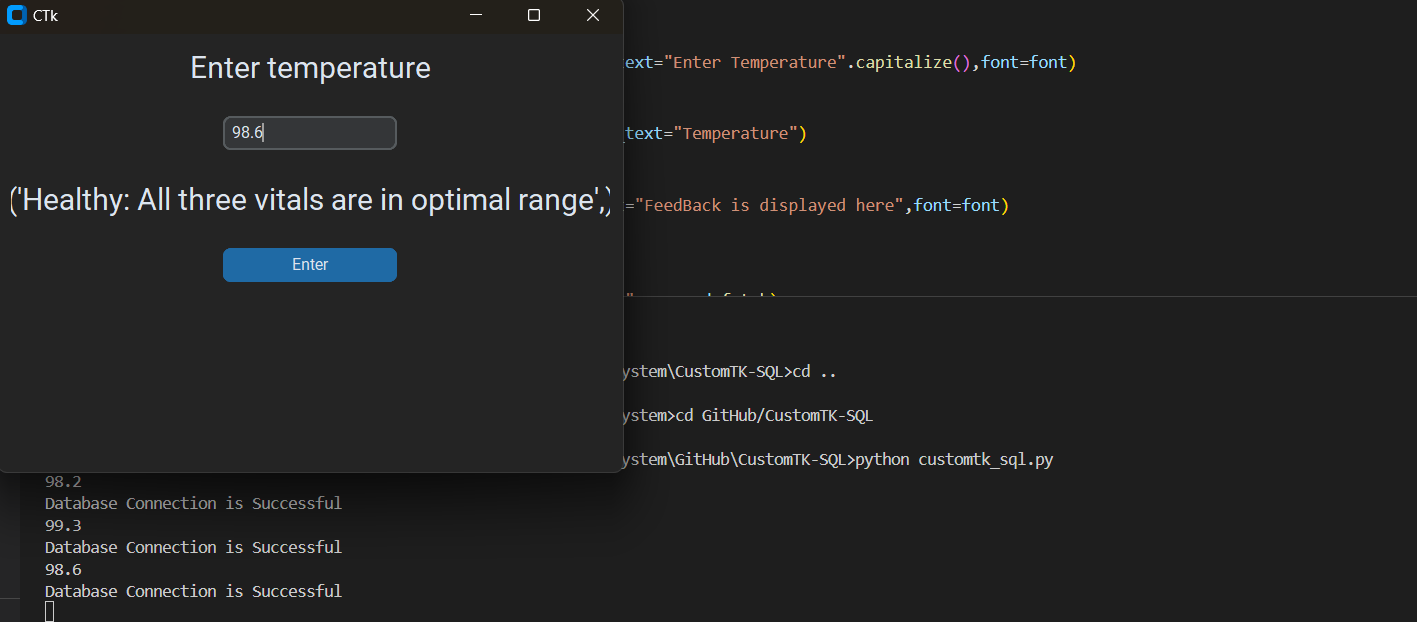 CTk
Enter temperature
98.6
('Healthy: All three vitals are in optimal range',)
Enter
ext="Enter Temperature".capitalize(),font=font)
text="Temperature")
="FeedBack is displayed here",font=font)
ystem\CustomTK-SQL>cd ..
ystem>cd GitHub/CustomTK-SQL
ystem\GitHub\CustomTK-SQL>python customtk_sql.py
98.2
Database Connection is Successful
99.3
Database Connection is Successful
98.6
Database Connection is Successful